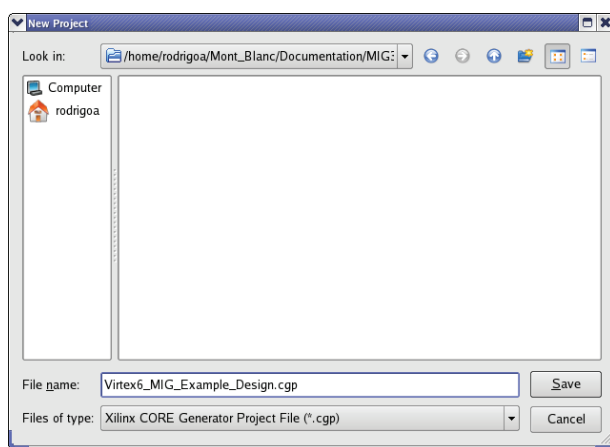 New Project
Look in: /home/rodrigoa/Mont_Blanc/Documentation/MIG3
Computer
rodrigoa
File name: Virtex6_MIG_Example_Design.cgp Save
Files of type: Xilinx CORE Generator Project File (*.cgp) Cancel